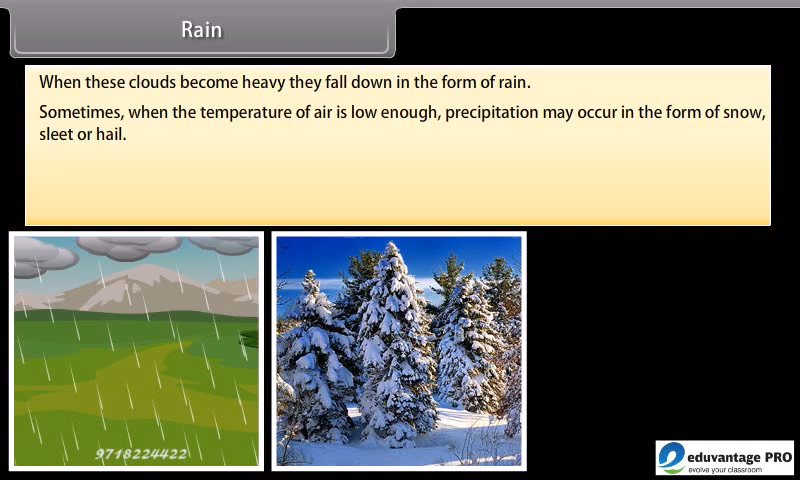 Rain
When these clouds become heavy they fall down in the form of rain.
Sometimes, when the temperature of air is low enough, precipitation may occur in the form of snow,
sleet or hail.
9718224422
eduvantage PRO
evolve your classroom